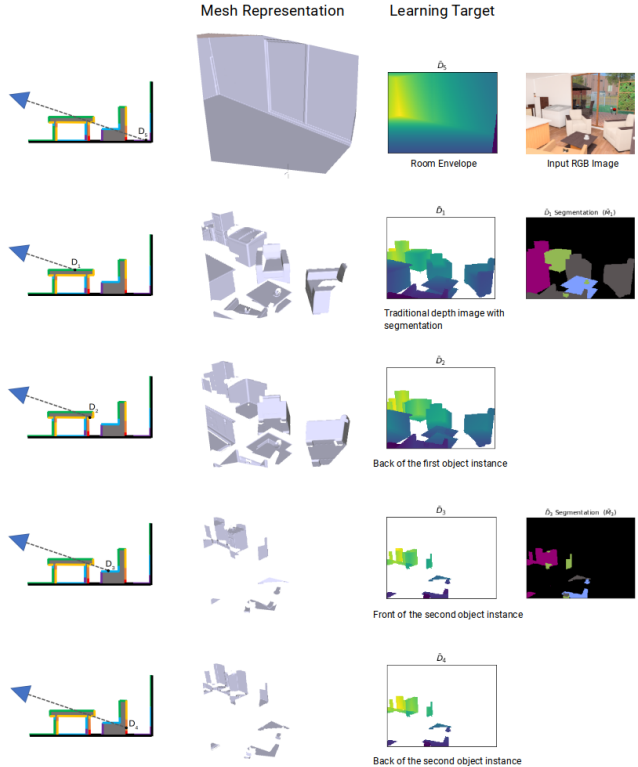 Mesh Representation
Learning Target
D̄₅
D₁
Room Envelope
Input RGB Image
D̄₁
D̄₁ Segmentation (M̄₁)
D₁
Traditional depth image with
segmentation
D̄₂
D₂
Back of the first object instance
D̄₃
D̄₃ Segmentation (M̄₃)
D₃
Front of the second object instance
D̄₄
D₄
Back of the second object instance